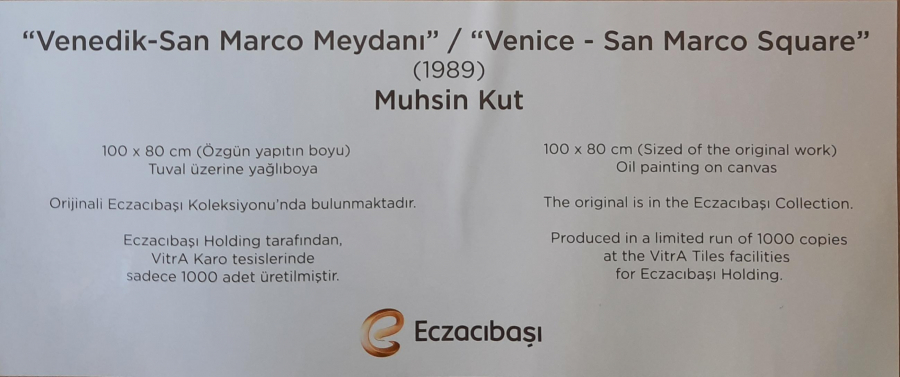 “Venedik-San Marco Meydanı” / “Venice - San Marco Square”
(1989)
Muhsin Kut
100 x 80 cm (Özgün yapıtın boyu)
Tuval üzerine yağlıboya
Orijinali Eczacıbaşı Koleksiyonu’nda bulunmaktadır.
Eczacıbaşı Holding tarafından,
VitrA Karo tesislerinde
sadece 1000 adet üretilmiştir.
100 x 80 cm (Sized of the original work)
Oil painting on canvas
The original is in the Eczacıbaşı Collection.
Produced in a limited run of 1000 copies
at the VitrA Tiles facilities
for Eczacıbaşı Holding.
Eczacıbaşı